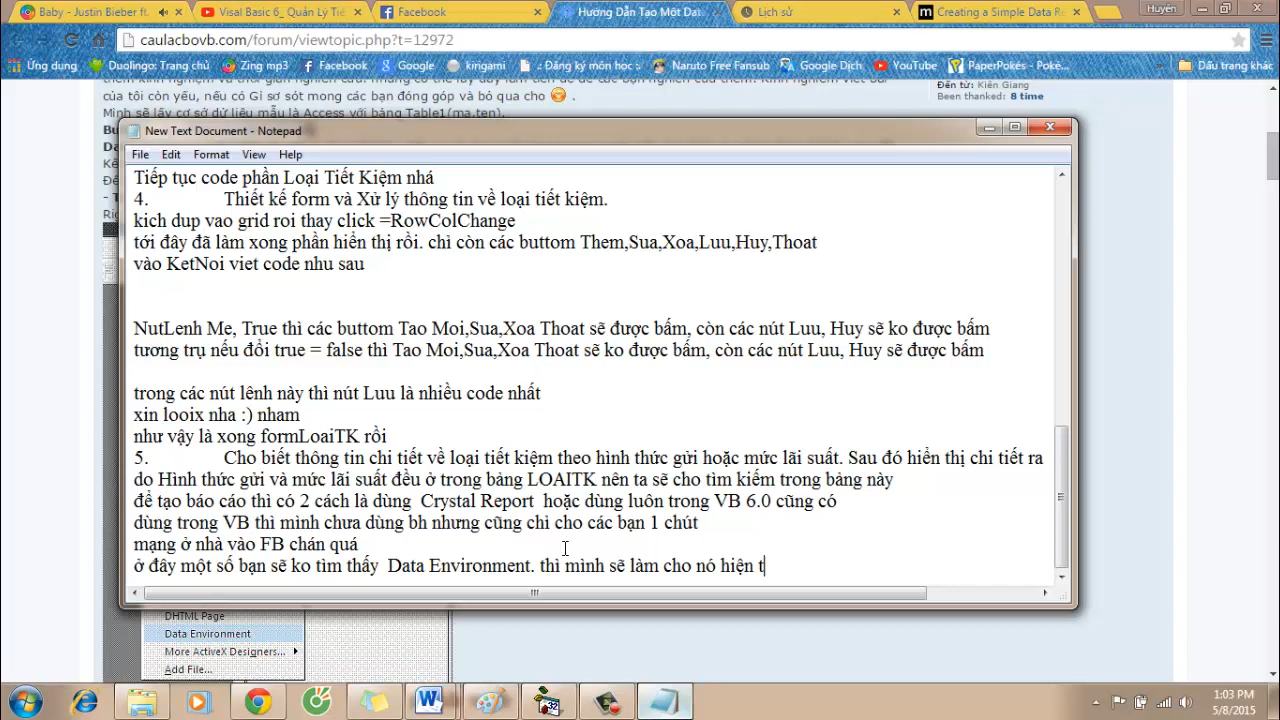 Baby - Justin Bieber ft.
Visal Basic 6_ Quản Lý Tiế
Facebook
Hướng Dẫn Tạo Một Dat
Lịch sử
Creating a Simple Data Re
Huyền
caulacbovb.com/forum/viewtopic.php?t=12972
Ứng dụng
Duolingo: Trang chủ
Zing mp3
Facebook
Google
kirigami
.: Đăng ký môn học :.
Naruto Free Fansub
Google Dịch
YouTube
PaperPokés - Poké...
»
Dấu trang khác
của tôi còn yếu, nếu có Gì sơ sót mong các bạn đóng góp và bỏ qua cho .
Đến từ: Kiên Giang
Been thanked: 8 time
Mình sẽ lấy cơ sở dữ liệu mẫu là Access với bảng Table1(ma,ten).
New Text Document - Notepad
File Edit Format View Help
Tiếp tục code phần Loại Tiết Kiệm nhá
4. Thiết kế form và Xử lý thông tin về loại tiết kiệm.
kich dup vao grid roi thay click =RowColChange
tới đây đã làm xong phần hiển thị rồi. chỉ còn các buttom Them,Sua,Xoa,Luu,Huy,Thoat
vào KetNoi viet code nhu sau
NutLenh Me, True thì các buttom Tao Moi,Sua,Xoa Thoat sẽ được bấm, còn các nút Luu, Huy sẽ ko được bấm
tương trụ nếu đổi true = false thì Tao Moi,Sua,Xoa Thoat sẽ ko được bấm, còn các nút Luu, Huy sẽ được bấm
trong các nút lênh này thì nút Luu là nhiều code nhất
xin looix nha :) nham
như vậy là xong formLoaiTK rồi
5. Cho biết thông tin chi tiết về loại tiết kiệm theo hình thức gửi hoặc mức lãi suất. Sau đó hiển thị chi tiết ra
do Hình thức gửi và mức lãi suất đều ở trong bảng LOAITK nên ta sẽ cho tìm kiếm trong bảng này
để tạo báo cáo thì có 2 cách là dùng Crystal Report hoặc dùng luôn trong VB 6.0 cũng có
dùng trong VB thì mình chưa dùng bh nhưng cũng chỉ cho các bạn 1 chút
mạng ở nhà vào FB chán quá
ở đây một số bạn sẽ ko tìm thấy Data Environment. thì mình sẽ làm cho nó hiện t
DHTML Page
Data Environment
More ActiveX Designers...
Add File...
1:03 PM
5/8/2015